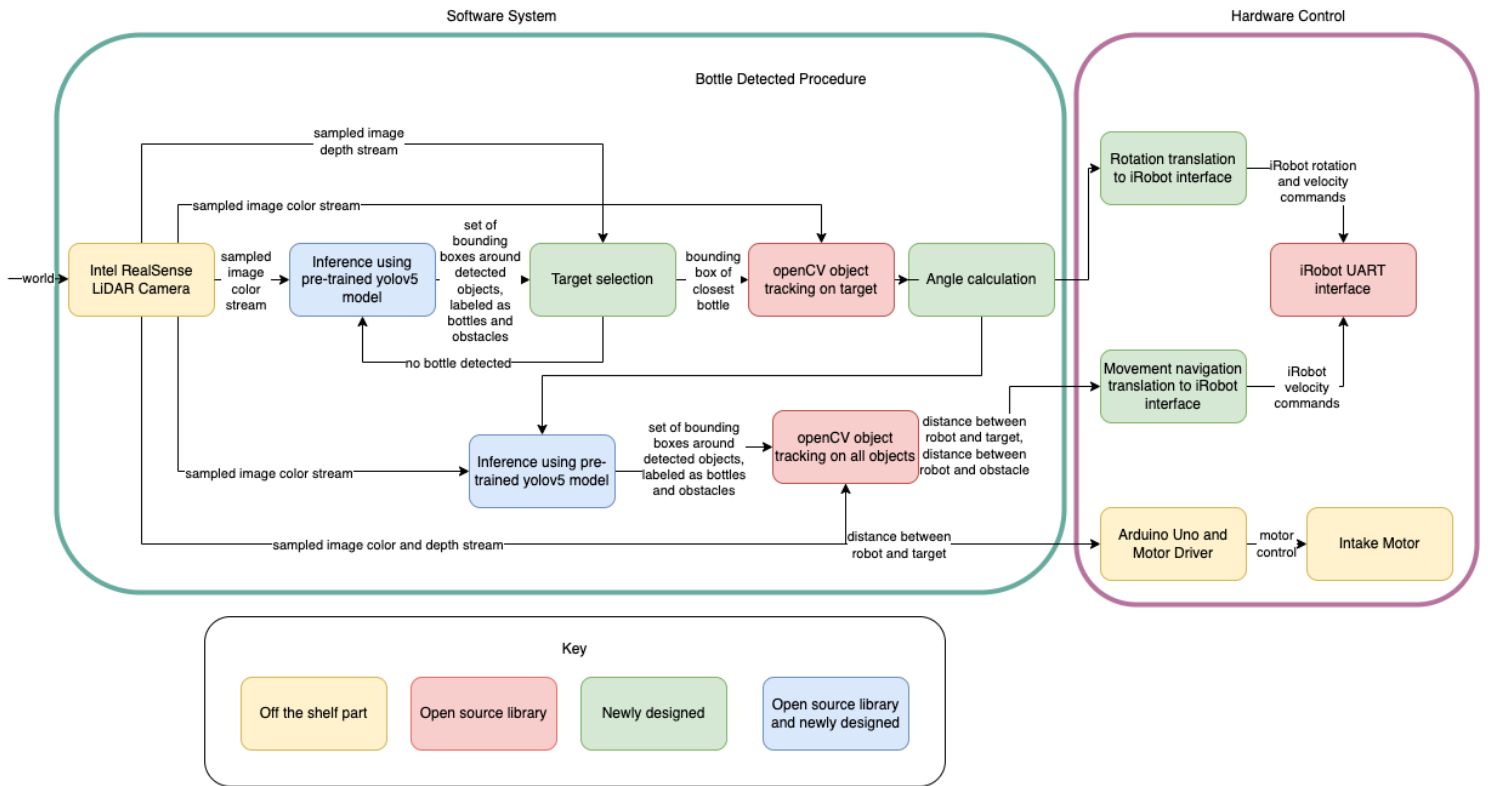 Software System
Hardware Control
Bottle Detected Procedure
sampled image
depth stream
sampled image color stream
world
Intel RealSense
LiDAR Camera
sampled
image
color
stream
Inference using
pre-trained yolov5
model
set of
bounding
boxes around
detected
objects,
labeled as
bottles and
obstacles
Target selection
bounding
box of
closest
bottle
openCV object
tracking on target
Angle calculation
no bottle detected
Rotation translation
to iRobot interface
iRobot rotation
and velocity
commands
iRobot UART
interface
Movement navigation
translation to iRobot
interface
iRobot
velocity
commands
sampled image color stream
Inference using pre-
trained yolov5 model
set of bounding
boxes around
detected objects,
labeled as bottles
and obstacles
openCV object
tracking on all objects
distance between
robot and target,
distance between
robot and obstacle
sampled image color and depth stream
distance between
robot and target
Arduino Uno and
Motor Driver
motor
control
Intake Motor
Key
Off the shelf part
Open source library
Newly designed
Open source library
and newly designed